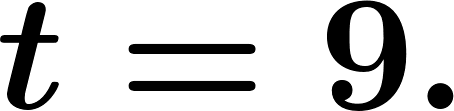 t = 9.